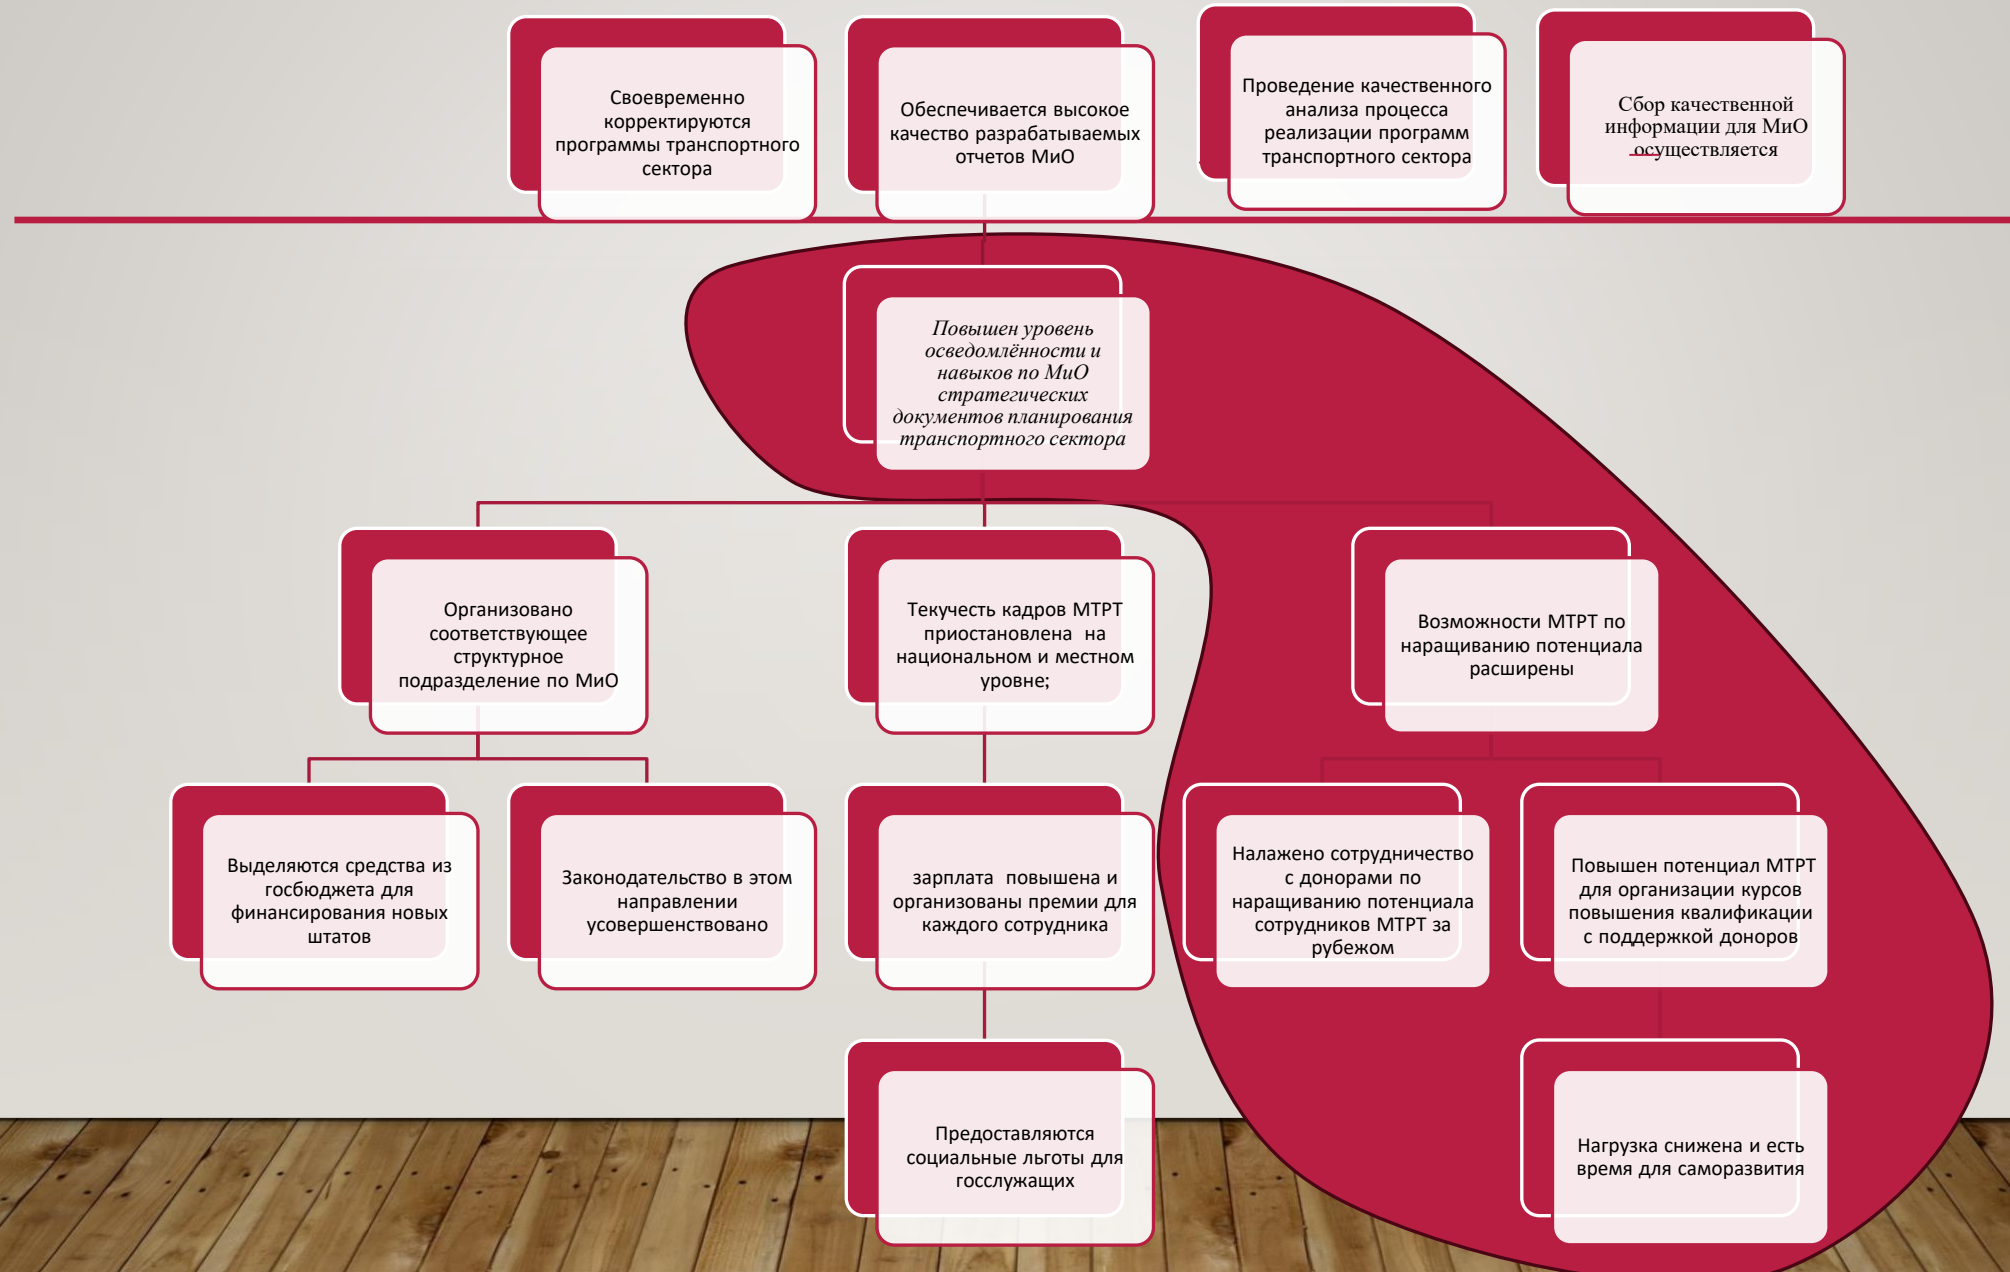 Своевременно
корректируются
программы транспортного
сектора
Обеспечивается высокое
качество разрабатываемых
отчетов МиО
Проведение качественного
анализа процесса
реализации программ
транспортного сектора
Сбор качественной
информации для МиО
осуществляется
Повышен уровень
осведомлённости и
навыков по МиО
стратегических
документов планирования
транспортного сектора
Организовано
соответствующее
структурное
подразделение по МиО
Текучесть кадров МТРТ
приостановлена на
национальном и местном
уровне;
Возможности МТРТ по
наращиванию потенциала
расширены
Выделяются средства из
госбюджета для
финансирования новых
штатов
Законодательство в этом
направлении
усовершенствовано
зарплата повышена и
организованы премии для
каждого сотрудника
Налажено сотрудничество
с донорами по
наращиванию потенциала
сотрудников МТРТ за
рубежом
Повышен потенциал МТРТ
для организации курсов
повышения квалификации
с поддержкой доноров
Предоставляются
социальные льготы для
госслужащих
Нагрузка снижена и есть
время для саморазвития